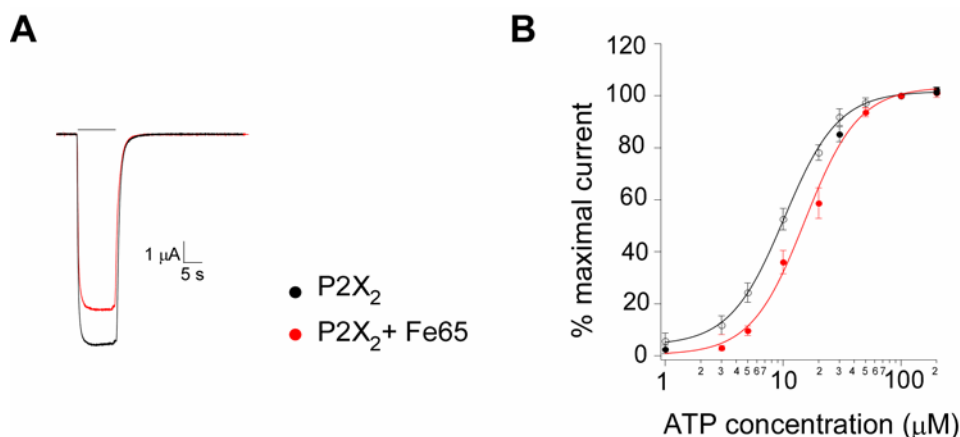 A
1 μA
5 s
P2X₂
P2X₂+ Fe65
B
% maximal current
120
100
80
60
40
20
0
1 2 3 4 5 6 7 10 2 3 4 5 6 7 100 2
ATP concentration (μM)